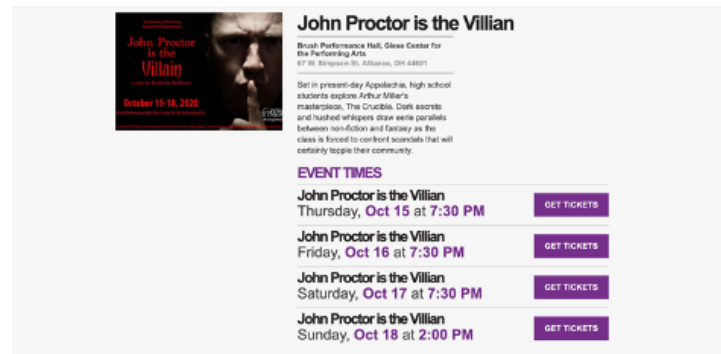 John Proctor
is the
Villain
a play by Kimberly Belflower
October 15-18, 2020
John Proctor is the Villian
Brush Performance Hall, Giese Center for
the Performing Arts
67 W. Simpson St. Alliance, OH 44601
Set in present-day Appalachia, high school
students explore Arthur Miller's
masterpiece, The Crucible. Dark secrets
and hushed whispers draw eerie parallels
between non-fiction and fantasy as the
class is forced to confront scandals that will
certainly topple their community.
EVENT TIMES
John Proctor is the Villian
Thursday, Oct 15 at 7:30 PM
GET TICKETS
John Proctor is the Villian
Friday, Oct 16 at 7:30 PM
GET TICKETS
John Proctor is the Villian
Saturday, Oct 17 at 7:30 PM
GET TICKETS
John Proctor is the Villian
Sunday, Oct 18 at 2:00 PM
GET TICKETS